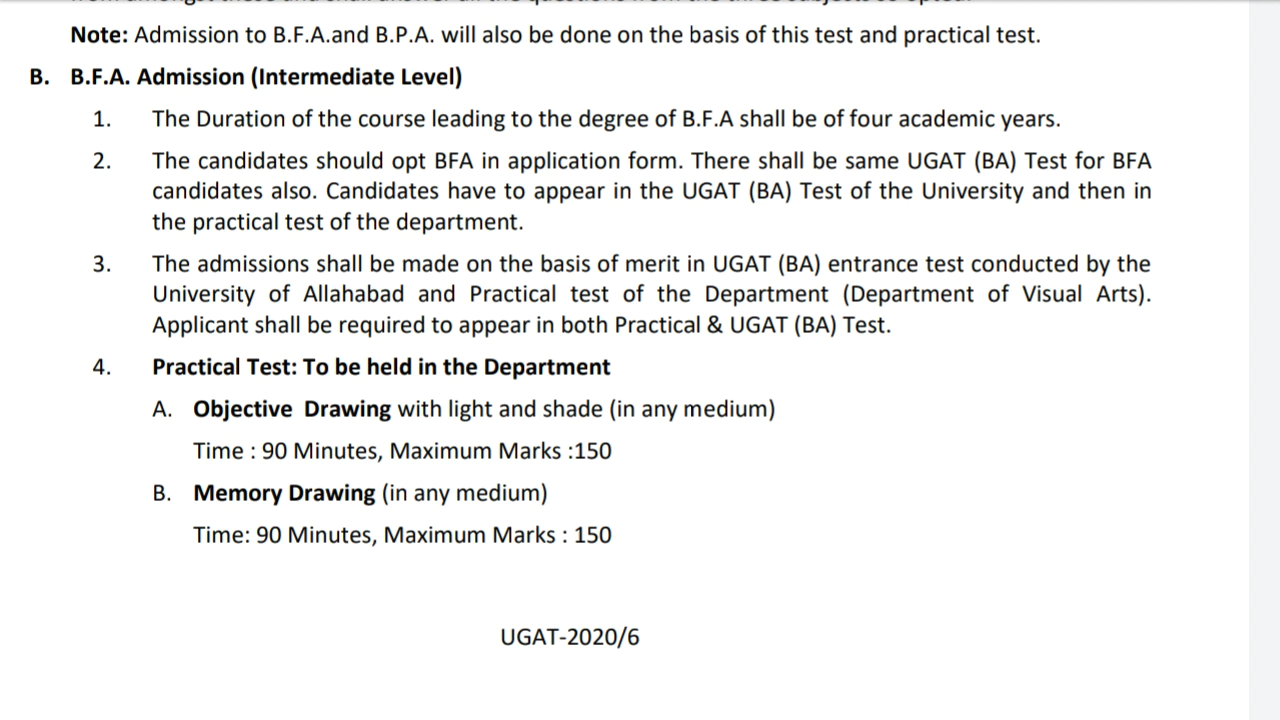 Note: Admission to B.F.A.and B.P.A. will also be done on the basis of this test and practical test.
B. B.F.A. Admission (Intermediate Level)
1. The Duration of the course leading to the degree of B.F.A shall be of four academic years.
2. The candidates should opt BFA in application form. There shall be same UGAT (BA) Test for BFA
candidates also. Candidates have to appear in the UGAT (BA) Test of the University and then in
the practical test of the department.
3. The admissions shall be made on the basis of merit in UGAT (BA) entrance test conducted by the
University of Allahabad and Practical test of the Department (Department of Visual Arts).
Applicant shall be required to appear in both Practical & UGAT (BA) Test.
4. Practical Test: To be held in the Department
A. Objective Drawing with light and shade (in any medium)
Time : 90 Minutes, Maximum Marks :150
B. Memory Drawing (in any medium)
Time: 90 Minutes, Maximum Marks : 150
UGAT-2020/6